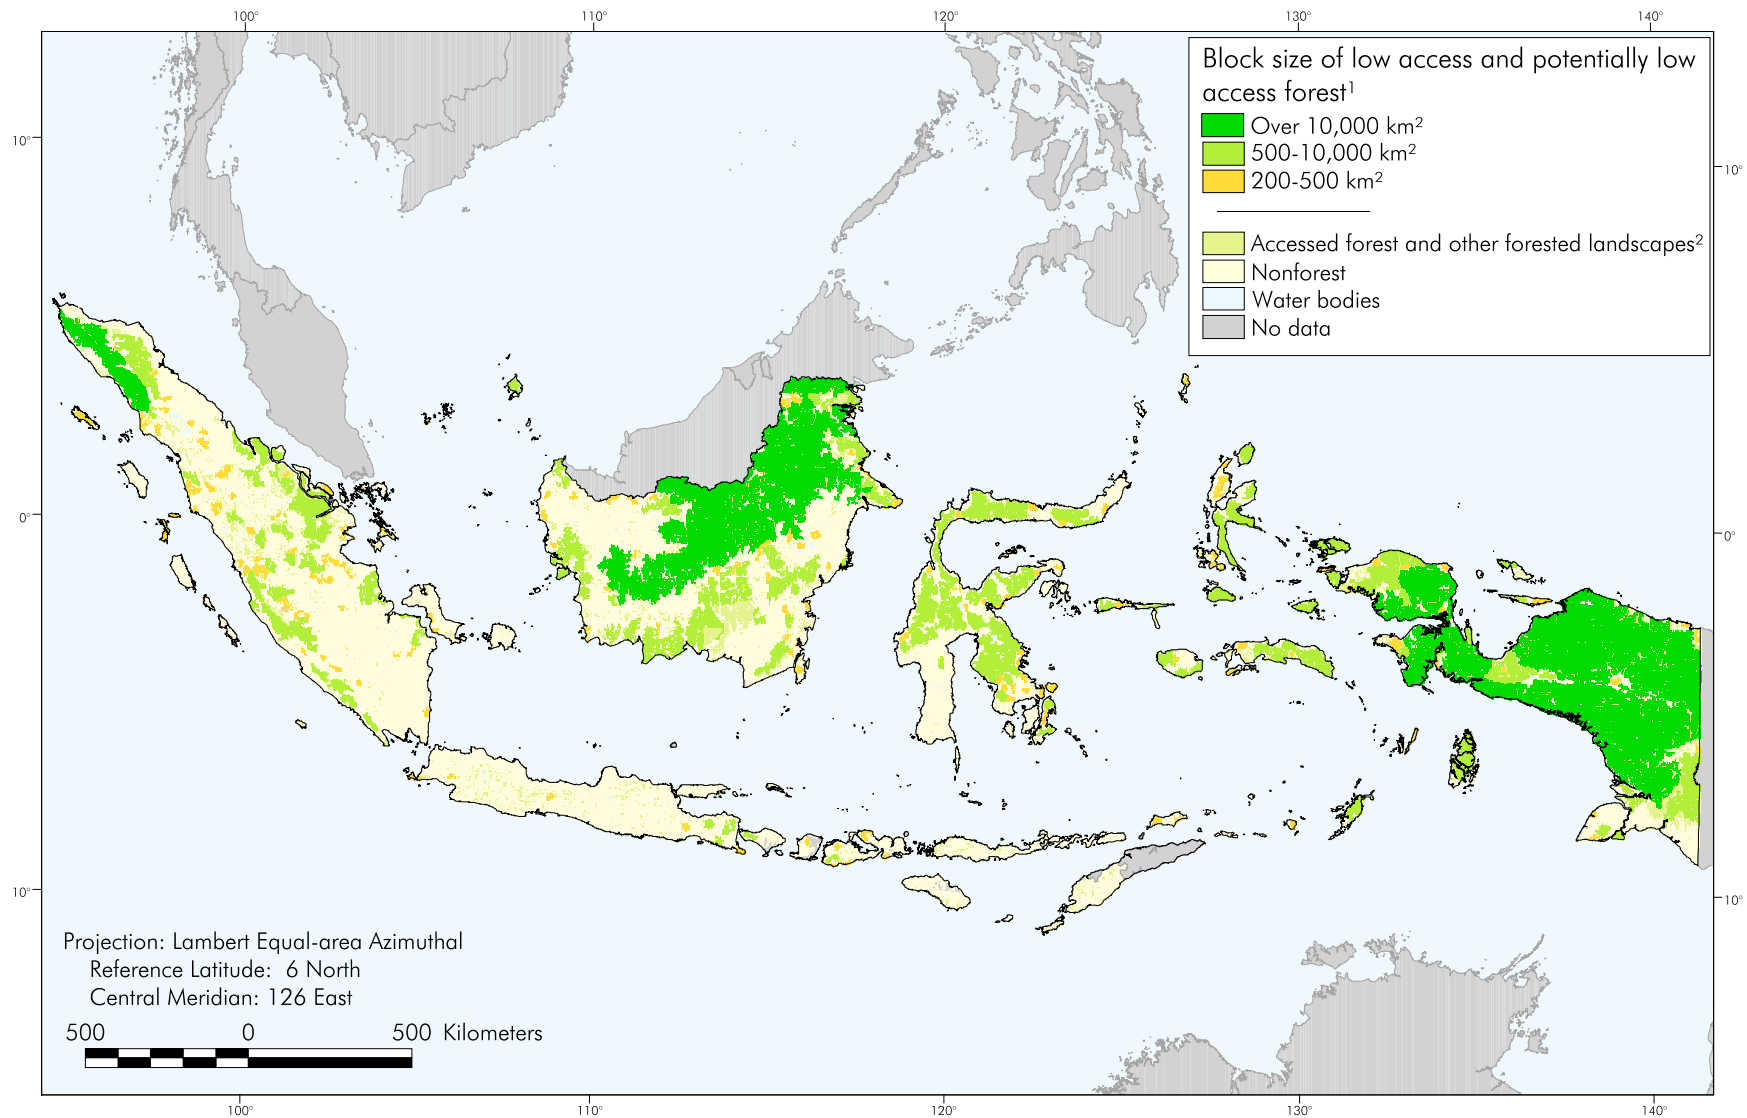 100° 110° 120° 130° 140°
Block size of low access and potentially low
access forest¹
Over 10,000 km²
500-10,000 km²
200-500 km²
Accessed forest and other forested landscapes²
Nonforest
Water bodies
No data
10° 10°
0° 0°
10° 10°
Projection: Lambert Equal-area Azimuthal
Reference Latitude: 6 North
Central Meridian: 126 East
500 0 500 Kilometers
100° 110° 120° 130° 140°